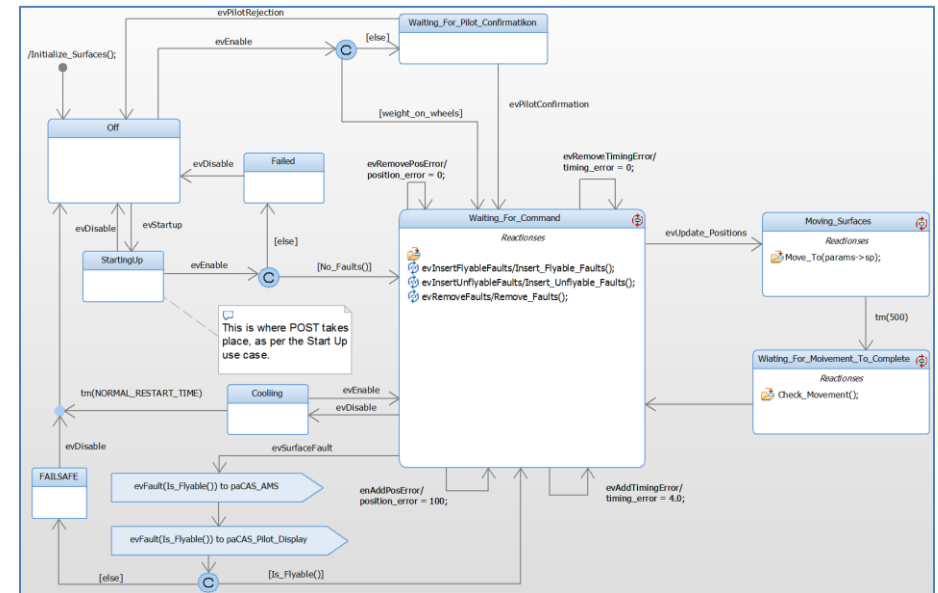 evPilotRejection
Waiting_For_Pilot_Confirmatikon
evEnable
[else]
C
/Initialize_Surfaces();
evPilotConfirmation
[weight_on_wheels]
Off
evRemovePosError/
position_error = 0;
evRemoveTimingError/
timing_error = 0;
evDisable
Failed
Waiting_For_Command
Reactionses
evInsertFlyableFaults/Insert_Flyable_Faults();
evInsertUnflyableFaults/Insert_Unflyable_Faults();
evRemoveFaults/Remove_Faults();
evUpdate_Positions
Moving_Surfaces
Reactionses
Move_To(params->sp);
evDisable
evStartup
[else]
StartingUp
evEnable
C
[No_Faults()]
tm(500)
This is where POST takes
place, as per the Start Up
use case.
Wiating_For_Moivement_To_Complete
Reactionses
Check_Movement();
tm(NORMAL_RESTART_TIME)
Cooliing
evEnable
evDisable
evDisable
evSurfaceFault
FAILSAFE
evFault(Is_Flyable()) to paCAS_AMS
enAddPosError/
position_error = 100;
evAddTimingError/
timing_error = 4.0;
evFault(Is_Flyable()) to paCAS_Pilot_Display
[else]
C
[Is_Flyable()]